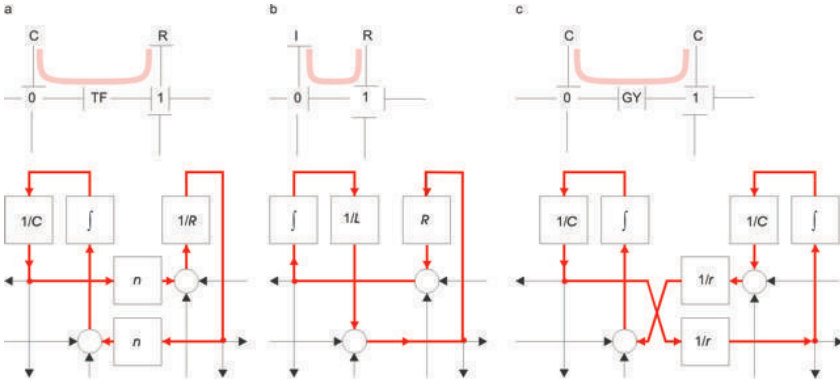 a b c
C R I R C C
0 TF 1 0 1 0 GY 1
1/C ∫ 1/R ∫ 1/L R 1/C ∫ 1/C ∫
n 1/r
n 1/r